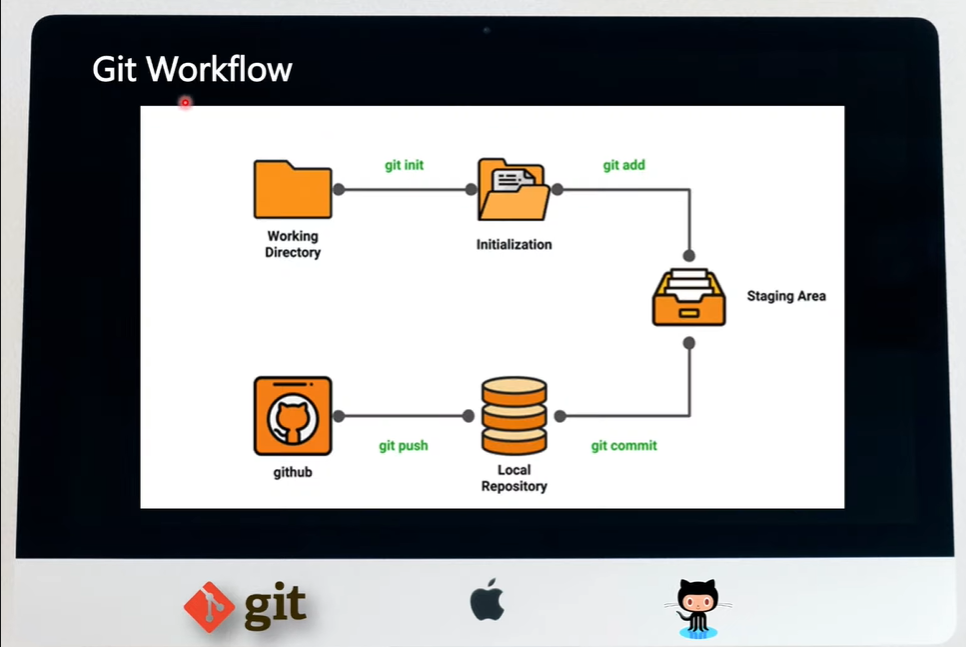 Git Workflow
git init
git add
Working
Directory
Initialization
Staging Area
git push
git commit
github
Local
Repository
git